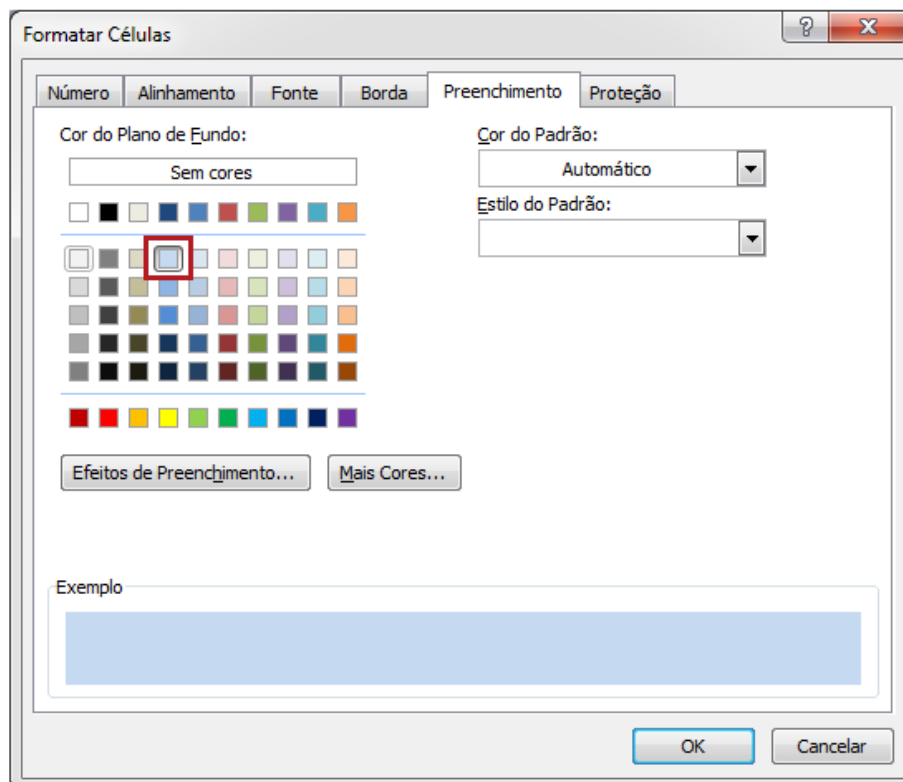 Formatar Células
Número Alinhamento Fonte Borda Preenchimento Proteção
Cor do Plano de Fundo:
Sem cores
Cor do Padrão:
Automático
Estilo do Padrão:
Efeitos de Preenchimento... Mais Cores...
Exemplo
OK Cancelar